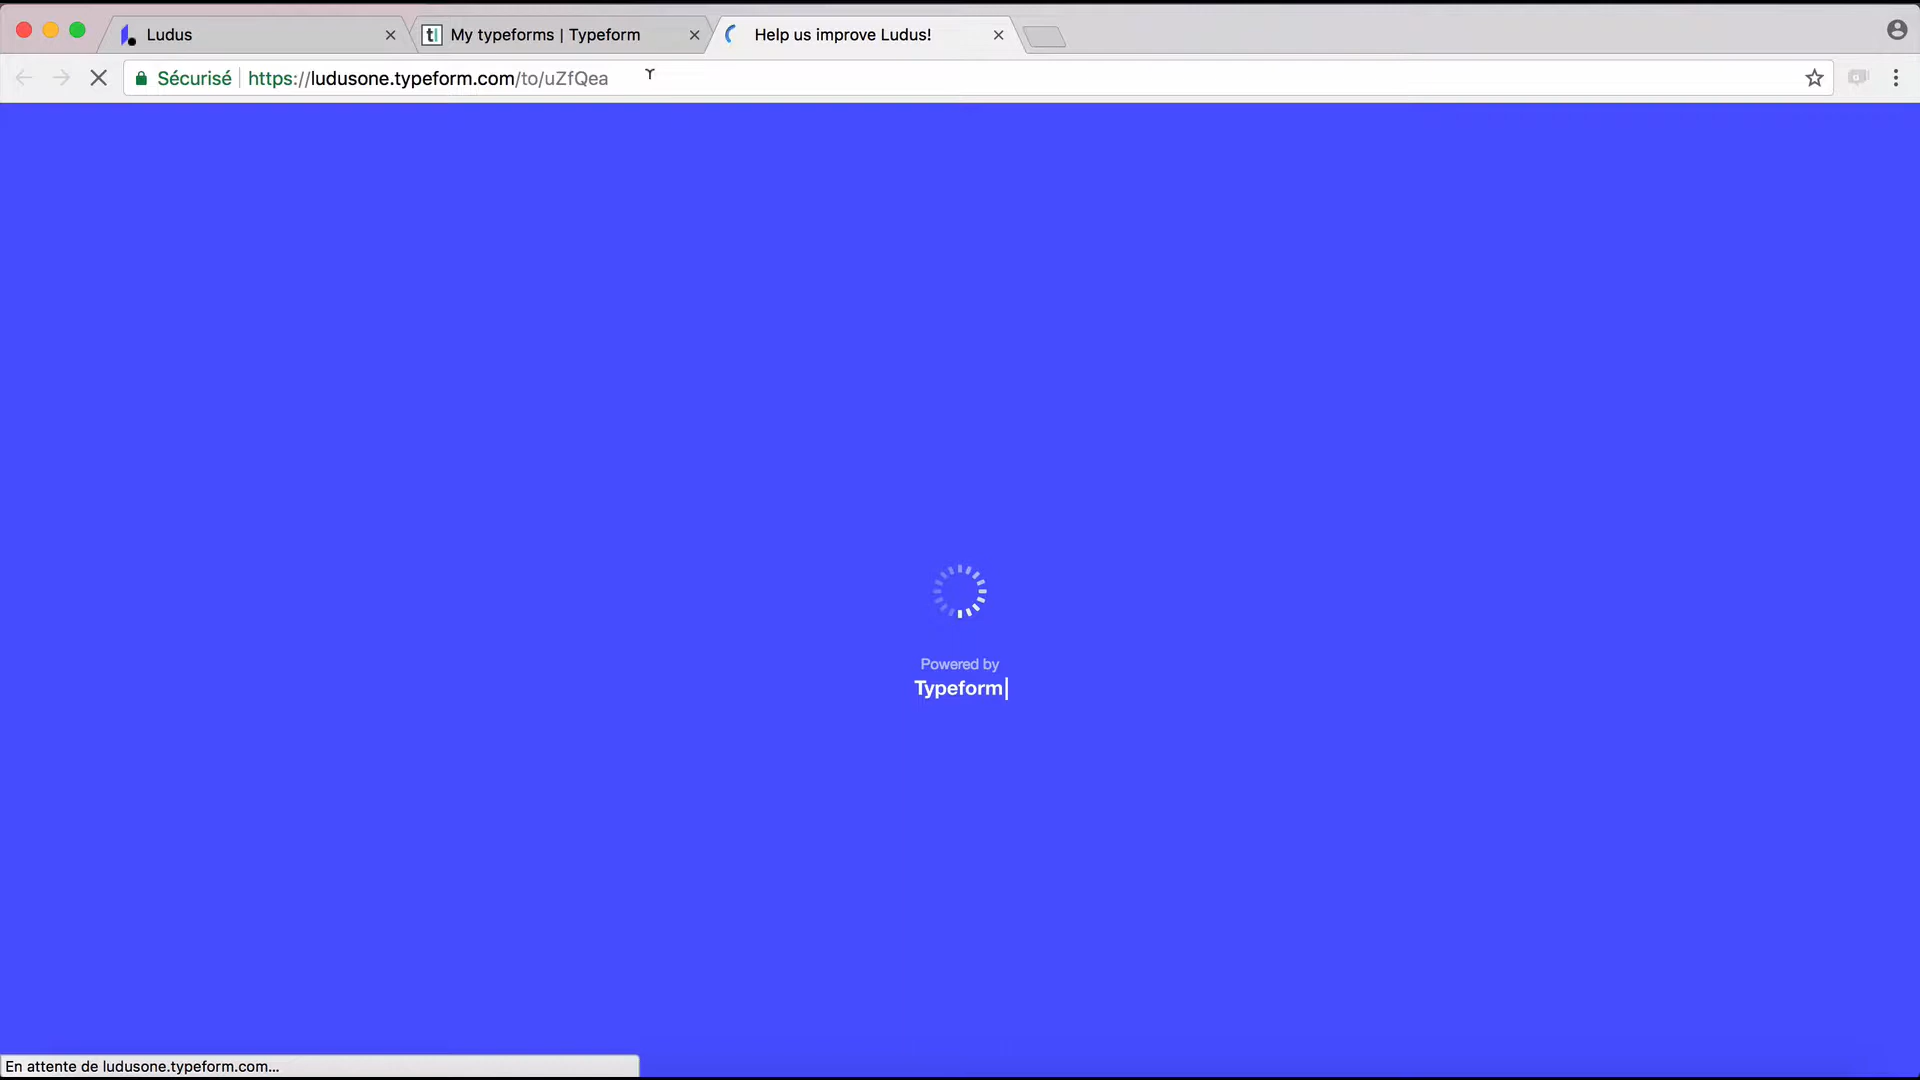 Ludus
My typeforms | Typeform
Help us improve Ludus!
Sécurisé
https://ludusone.typeform.com/to/uZfQea
Powered by
Typeform
En attente de ludusone.typeform.com...